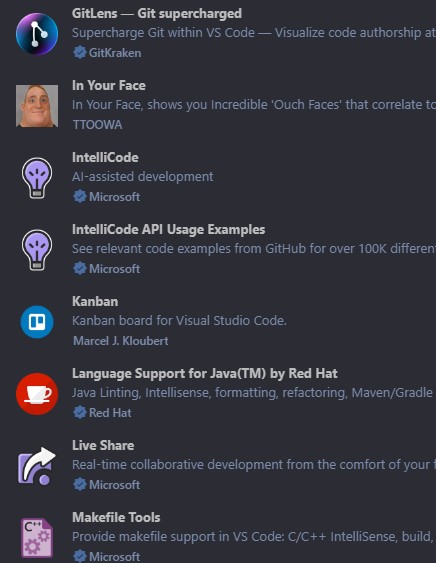 GitLens — Git supercharged
Supercharge Git within VS Code — Visualize code authorship at
GitKraken
In Your Face
In Your Face, shows you Incredible 'Ouch Faces' that correlate to
TTOOWA
IntelliCode
AI-assisted development
Microsoft
IntelliCode API Usage Examples
See relevant code examples from GitHub for over 100K different
Microsoft
Kanban
Kanban board for Visual Studio Code.
Marcel J. Kloubert
Language Support for Java(TM) by Red Hat
Java Linting, Intellisense, formatting, refactoring, Maven/Gradle
Red Hat
Live Share
Real-time collaborative development from the comfort of your
Microsoft
C++
Makefile Tools
Provide makefile support in VS Code: C/C++ IntelliSense, build,
Microsoft